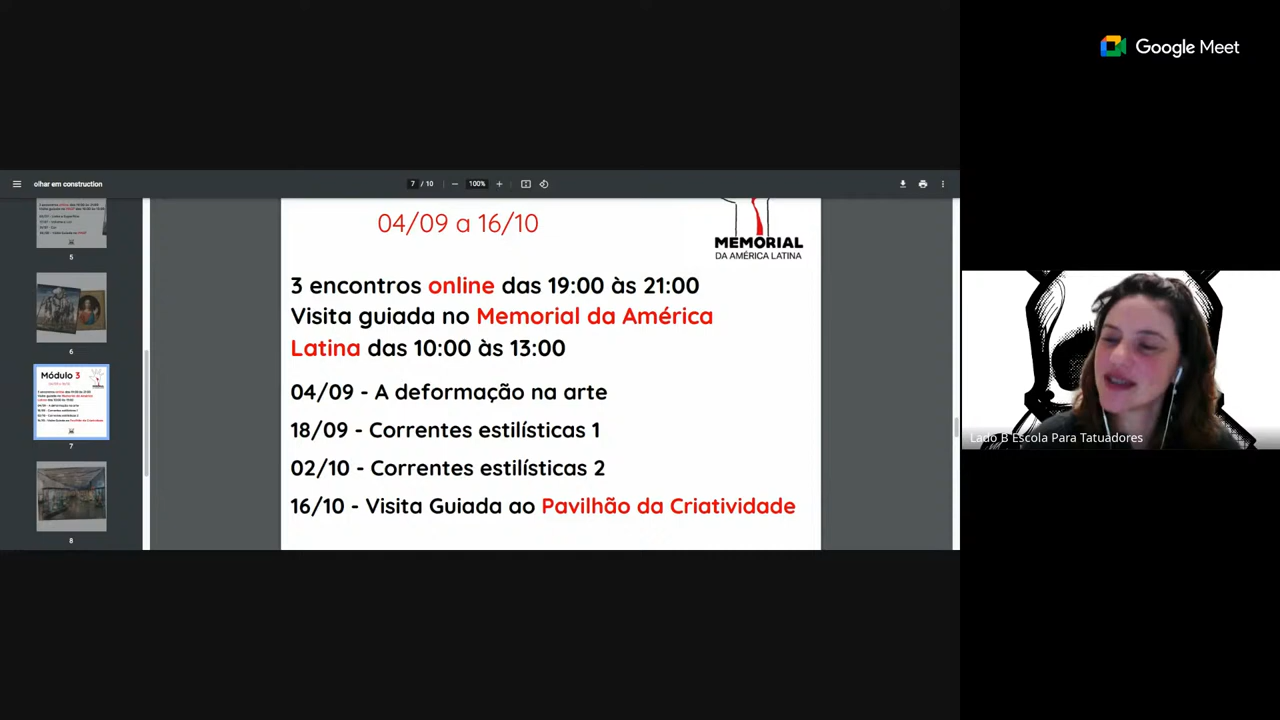 Google Meet
olhar em construction
7 / 10
100%
5
6
Módulo 3
7
8
04/09 a 16/10
MEMORIAL
DA AMÉRICA LATINA
3 encontros online das 19:00 às 21:00
Visita guiada no Memorial da América
Latina das 10:00 às 13:00
04/09 - A deformação na arte
18/09 - Correntes estilísticas 1
02/10 - Correntes estilísticas 2
16/10 - Visita Guiada ao Pavilhão da Criatividade
Lado B Escola Para Tatuadores